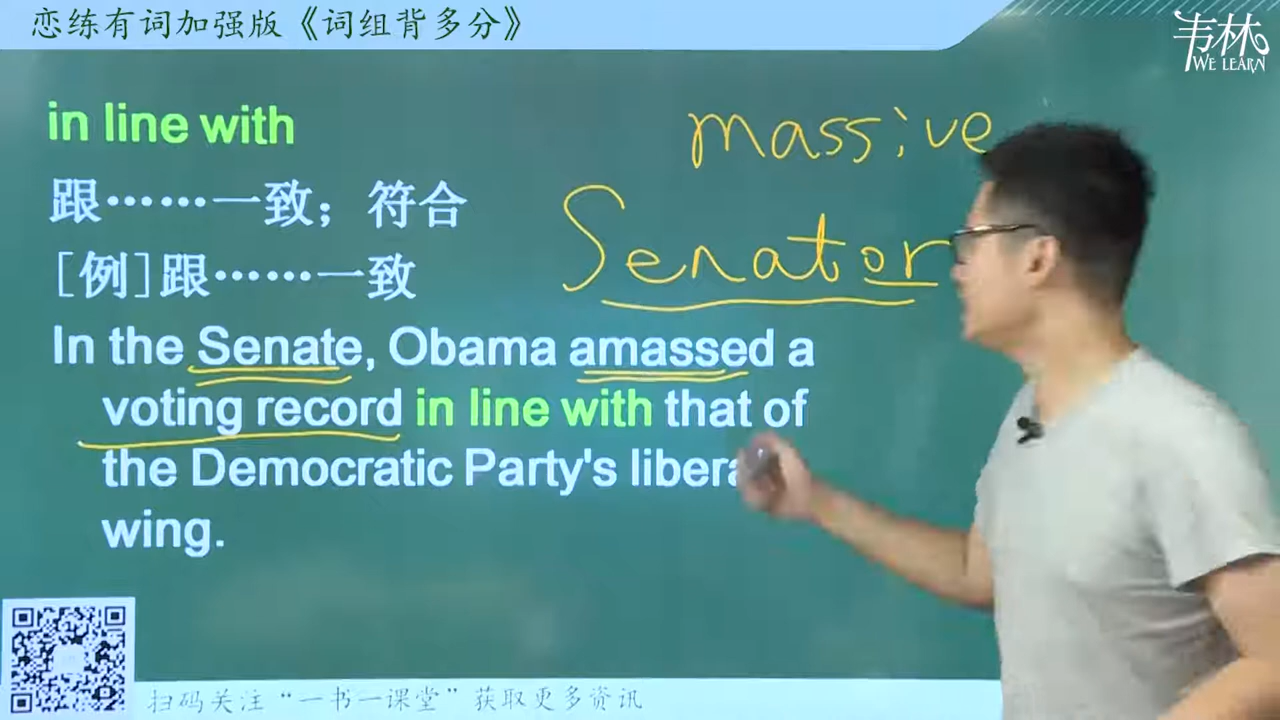 恋练有词加强版《词组背多分》
韦林
WE LEARN
in line with
massive
跟……一致；符合
Senator
[例]跟……一致
In the Senate, Obama amassed a
voting record in line with that of
the Democratic Party's libera
wing.
扫码关注“一书一课堂”获取更多资讯